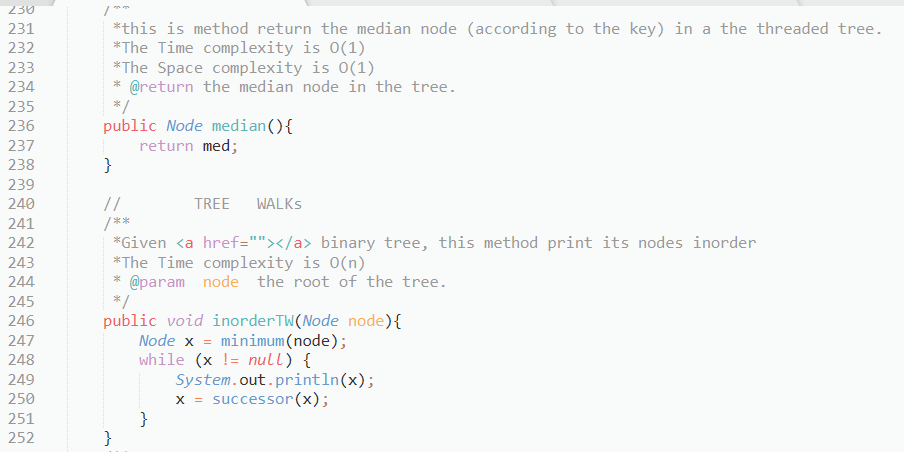 230 /**
231 *this is method return the median node (according to the key) in a the threaded tree.
232 *The Time complexity is O(1)
233 *The Space complexity is O(1)
234 * @return the median node in the tree.
235 */
236 public Node median(){
237 return med;
238 }
239
240 // TREE WALKs
241 /**
242 *Given <a href=""></a> binary tree, this method print its nodes inorder
243 *The Time complexity is O(n)
244 * @param node the root of the tree.
245 */
246 public void inorderTW(Node node){
247 Node x = minimum(node);
248 while (x != null) {
249 System.out.println(x);
250 x = successor(x);
251 }
252 }